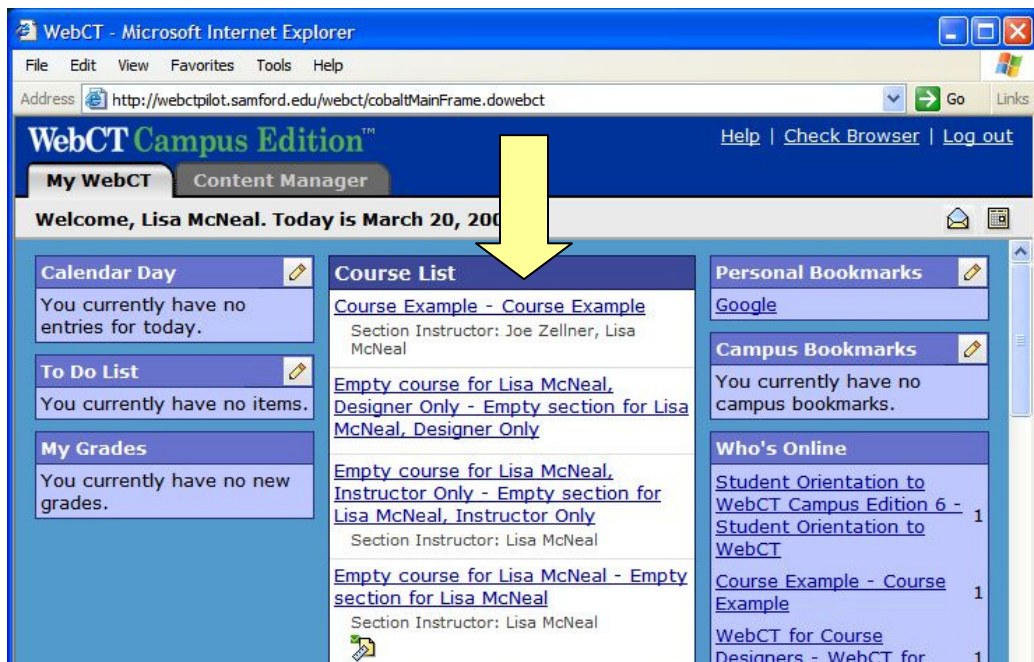 WebCT - Microsoft Internet Explorer
File Edit View Favorites Tools Help
Address http://webctpilot.samford.edu/webct/cobaltMainFrame.dowebct Go Links
WebCT Campus Edition™
Help | Check Browser | Log out
My WebCT Content Manager
Welcome, Lisa McNeal. Today is March 20,
Calendar Day
You currently have no
entries for today.
To Do List
You currently have no items.
My Grades
You currently have no new
grades.
Course List
Course Example - Course Example
Section Instructor: Joe Zellner, Lisa
McNeal
Empty course for Lisa McNeal,
Designer Only - Empty section for Lisa
McNeal, Designer Only
Empty course for Lisa McNeal,
Instructor Only - Empty section for
Lisa McNeal, Instructor Only
Section Instructor: Lisa McNeal
Empty course for Lisa McNeal - Empty
section for Lisa McNeal
Section Instructor: Lisa McNeal
Personal Bookmarks
Google
Campus Bookmarks
You currently have no
campus bookmarks.
Who's Online
Student Orientation to
WebCT Campus Edition 6 -
Student Orientation to
WebCT
1
Course Example - Course
Example
1
WebCT for Course
Designers - WebCT for
1